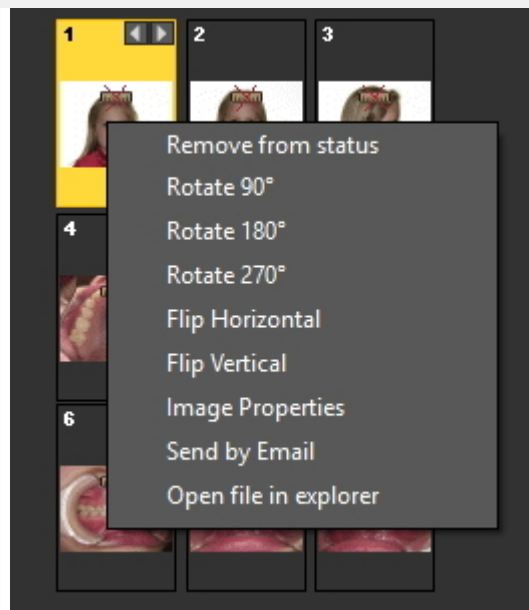 1
2
3
Remove from status
Rotate 90°
Rotate 180°
Rotate 270°
Flip Horizontal
4
Flip Vertical
Image Properties
6
Send by Email
Open file in explorer